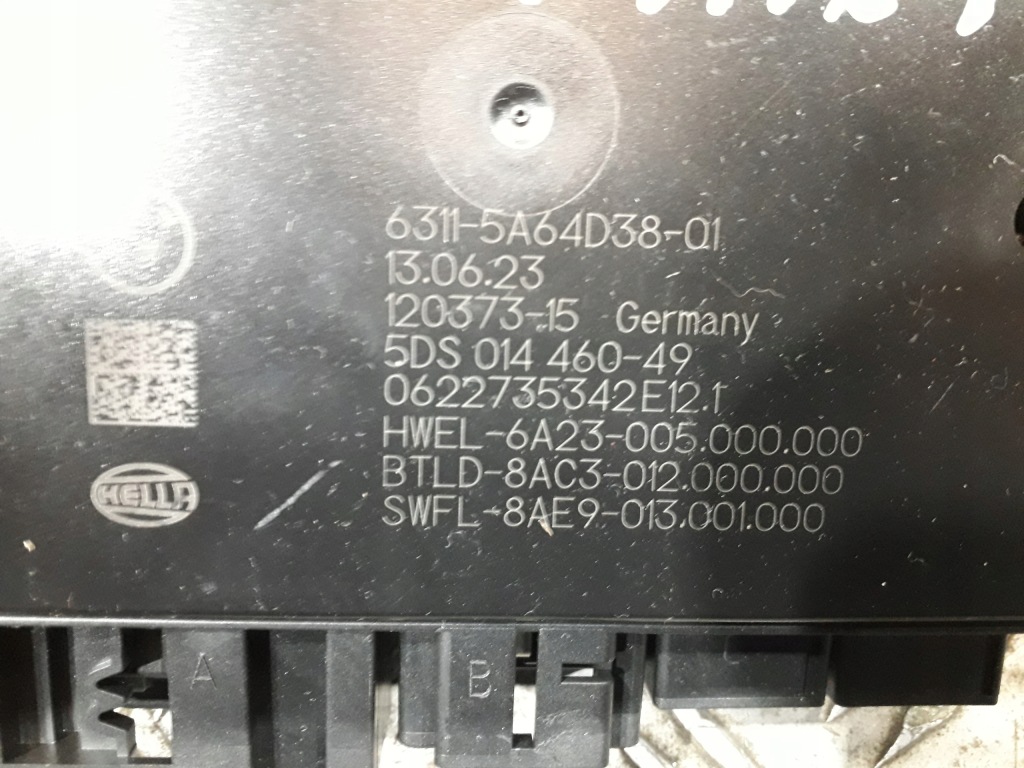 6311-5A64D38-01
13.06.23
120373-15 Germany
5DS 014 460-49
0622735342E12.1
HWEL-6A23-005.000.000
BTLD-8AC3-012.000.000
HELLA
SWFL-8AE9-013.001.000
A
B